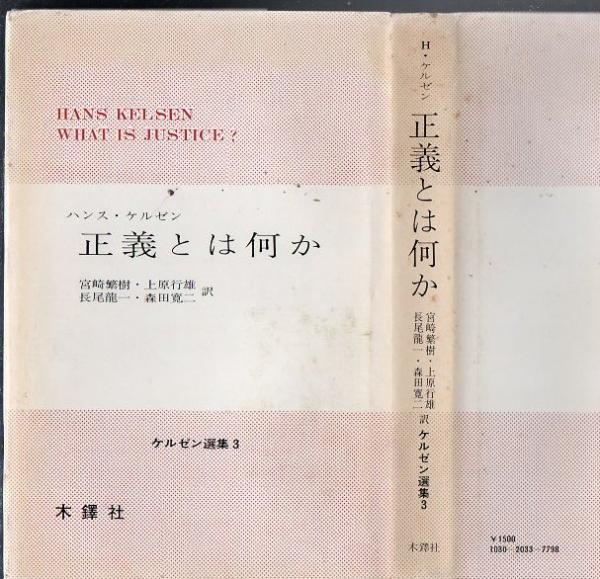 HANS KELSEN
WHAT IS JUSTICE?
ハンス・ケルゼン
正義とは何か
宮崎繁樹・上原行雄
長尾龍一・森田寛二 訳
ケルゼン選集3
木鐸社
H・ケルゼン
正義とは何か
宮崎繁樹・上原行雄
長尾龍一・森田寛二 訳
ケルゼン選集3
木鐸社
¥1500
1030-2033-7798